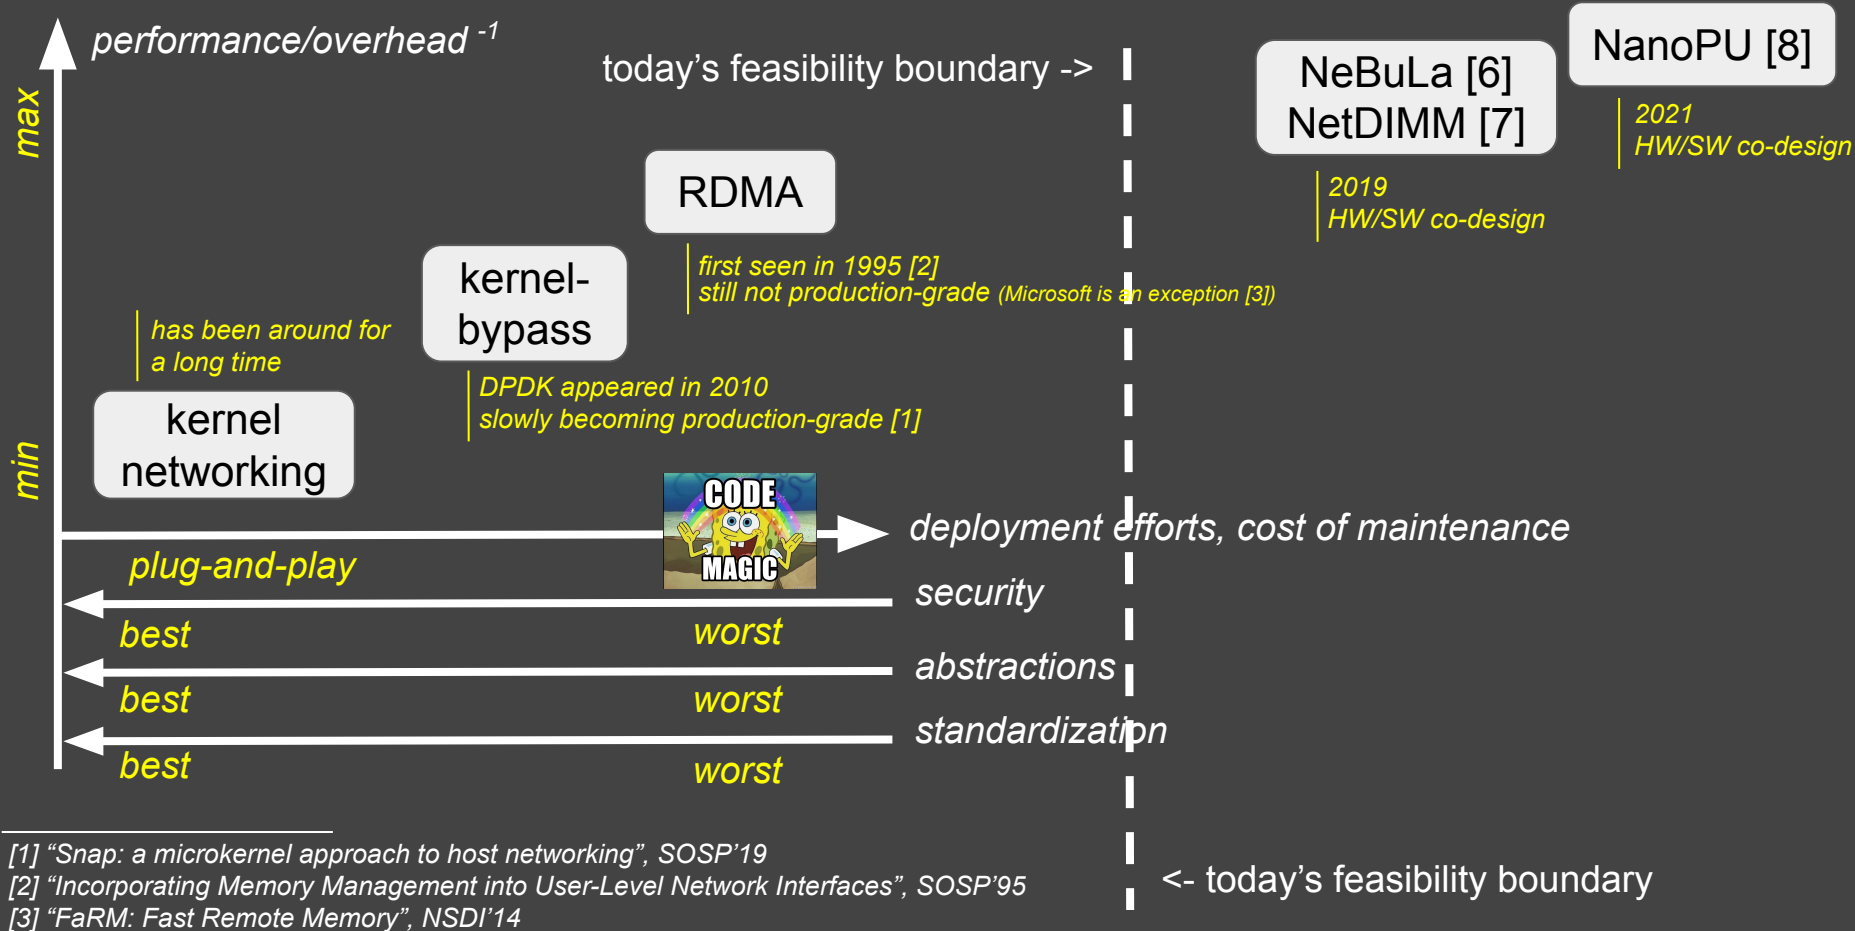 performance/overhead -1
max
min
today's feasibility boundary ->
NanoPU [8]
2021
HW/SW co-design
NeBuLa [6]
NetDIMM [7]
2019
HW/SW co-design
RDMA
first seen in 1995 [2]
still not production-grade (Microsoft is an exception [3])
kernel-
bypass
DPDK appeared in 2010
slowly becoming production-grade [1]
has been around for
a long time
kernel
networking
CODE
MAGIC
deployment efforts, cost of maintenance
plug-and-play
security
best
worst
abstractions
best
worst
standardization
best
worst
<- today's feasibility boundary
[1] “Snap: a microkernel approach to host networking”, SOSP’19
[2] “Incorporating Memory Management into User-Level Network Interfaces”, SOSP’95
[3] “FaRM: Fast Remote Memory”, NSDI’14